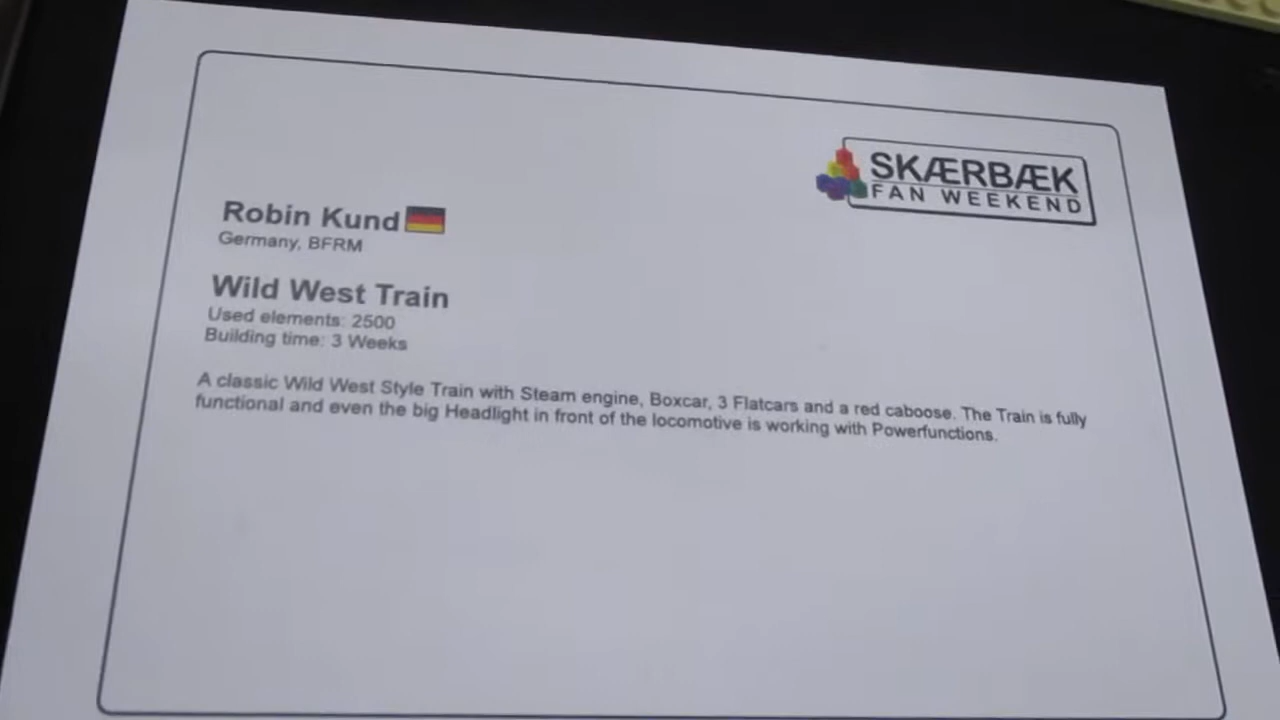 SKÆRBÆK
FAN WEEKEND
Robin Kund
Germany, BFRM
Wild West Train
Used elements: 2500
Building time: 3 Weeks
A classic Wild West Style Train with Steam engine, Boxcar, 3 Flatcars and a red caboose. The Train is fully
functional and even the big Headlight in front of the locomotive is working with Powerfunctions.